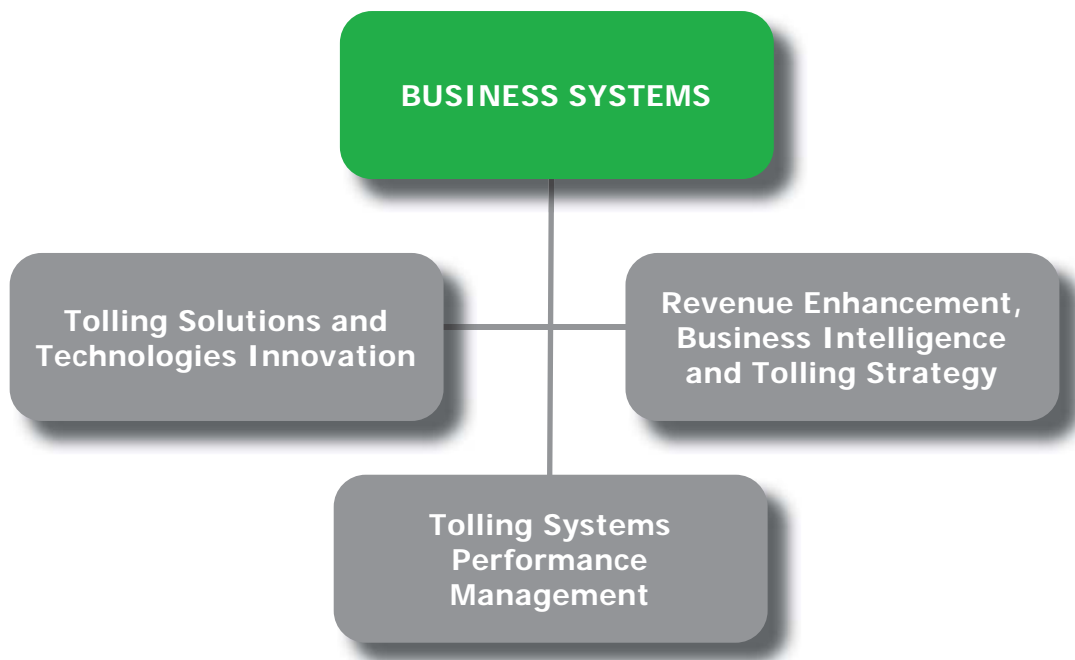 BUSINESS SYSTEMS
Tolling Solutions and
Technologies Innovation
Revenue Enhancement,
Business Intelligence
and Tolling Strategy
Tolling Systems
Performance
Management